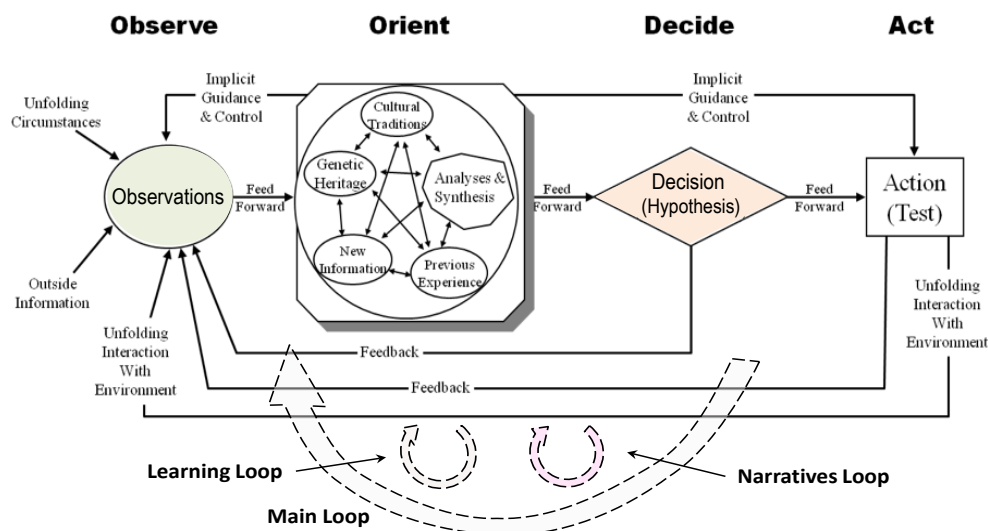 Observe
Orient
Decide
Act
Implicit
Guidance
& Control
Implicit
Guidance
& Control
Unfolding
Circumstances
Cultural
Traditions
Genetic
Heritage
Analyses &
Synthesis
New
Information
Previous
Experience
Observations
Feed
Forward
Feed
Forward
Decision
(Hypothesis)
Feed
Forward
Action
(Test)
Outside
Information
Unfolding
Interaction
With
Environment
Unfolding
Interaction
With
Environment
Feedback
Feedback
Learning Loop
Narratives Loop
Main Loop